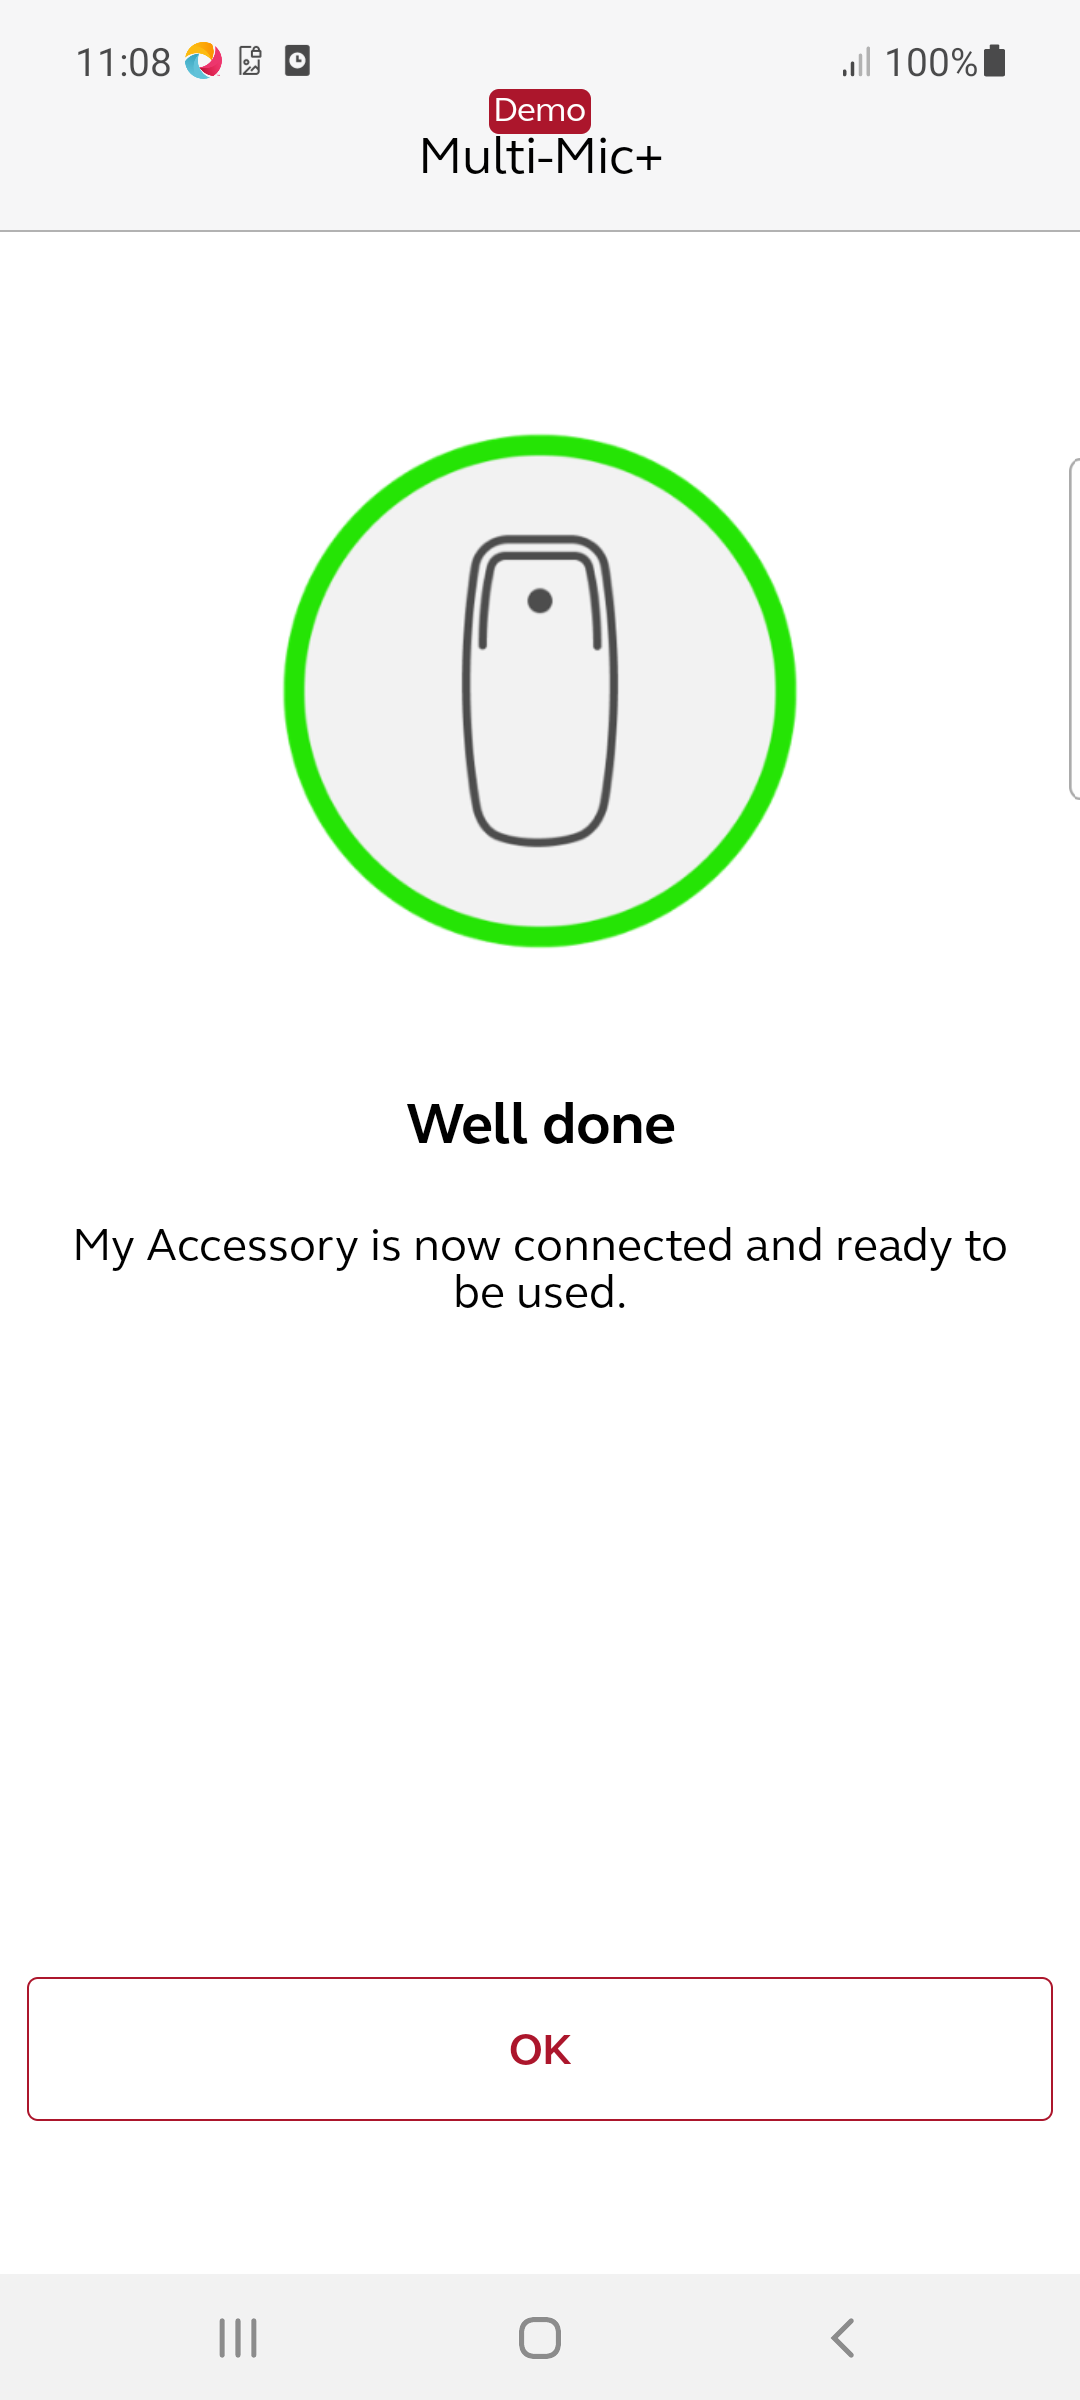 11:08
100%
Demo
Multi-Mic+
Well done
My Accessory is now connected and ready to
be used.
OK